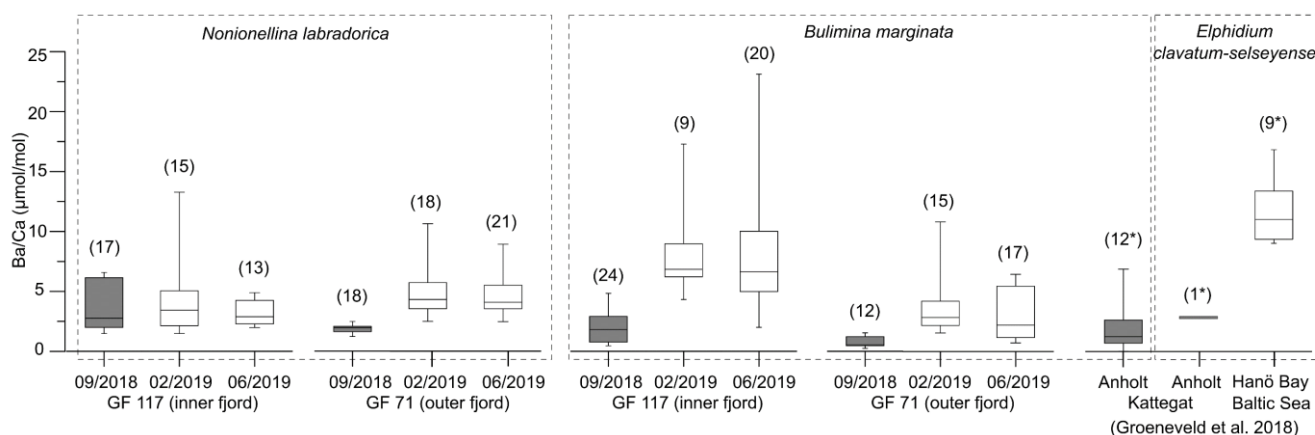 Nonionellina labradorica
Bulimina marginata
Elphidium
clavatum-selseyense
Ba/Ca (µmol/mol)
25
20
15
10
5
0
(17)
(15)
(13)
(18)
(18)
(21)
(24)
(9)
(20)
(12)
(15)
(17)
(12*)
(1*)
(9*)
09/2018 02/2019 06/2019 09/2018 02/2019 06/2019 09/2018 02/2019 06/2019 09/2018 02/2019 06/2019 Anholt Anholt Hanö Bay
GF 117 (inner fjord) GF 71 (outer fjord) GF 117 (inner fjord) GF 71 (outer fjord) Kattegat Baltic Sea
(Groeneveld et al. 2018)